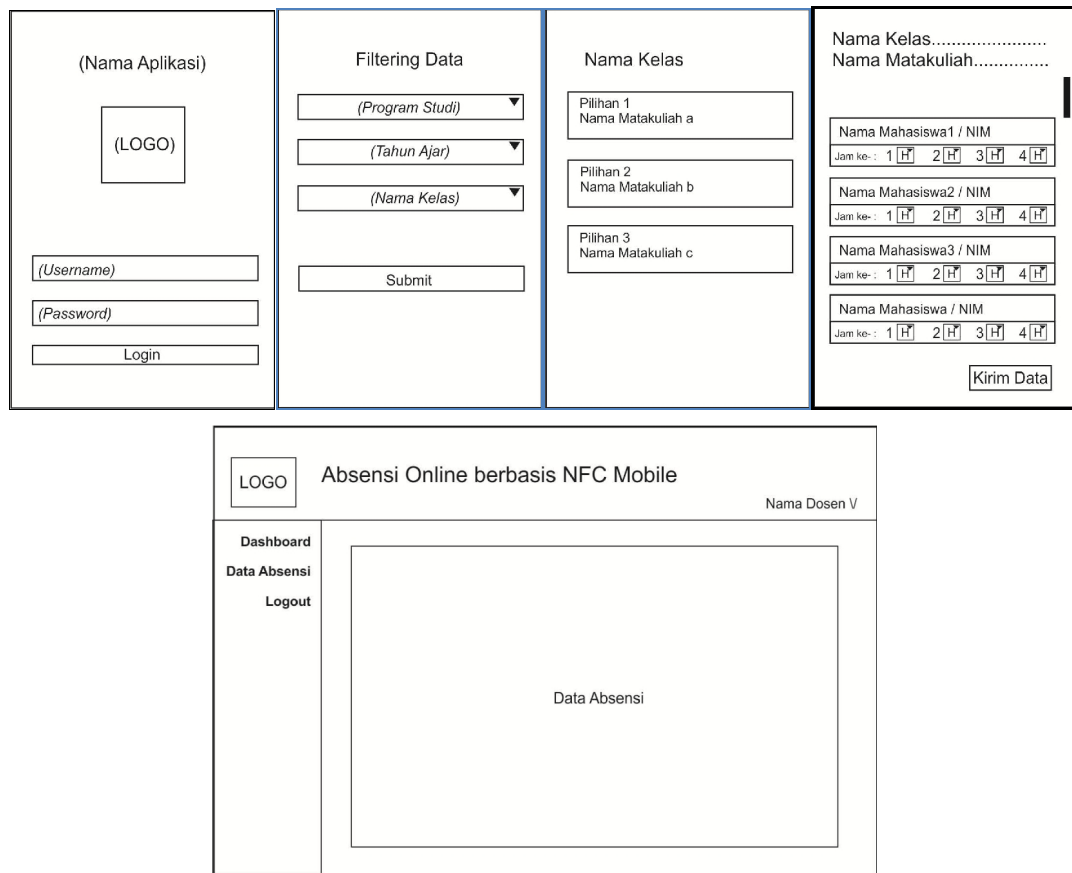 (Nama Aplikasi)
(LOGO)
(Username)
(Password)
Login
Filtering Data
(Program Studi)
(Tahun Ajar)
(Nama Kelas)
Submit
Nama Kelas
Pilihan 1
Nama Matakuliah a
Pilihan 2
Nama Matakuliah b
Pilihan 3
Nama Matakuliah c
Nama Kelas......................
Nama Matakuliah...............
Nama Mahasiswa1 / NIM
Jam ke- : 1 H 2 H 3 H 4 H
Nama Mahasiswa2 / NIM
Jam ke- : 1 H 2 H 3 H 4 H
Nama Mahasiswa3 / NIM
Jam ke- : 1 H 2 H 3 H 4 H
Nama Mahasiswa / NIM
Jam ke- : 1 H 2 H 3 H 4 H
Kirim Data
LOGO
Absensi Online berbasis NFC Mobile
Nama Dosen \/
Dashboard
Data Absensi
Logout
Data Absensi